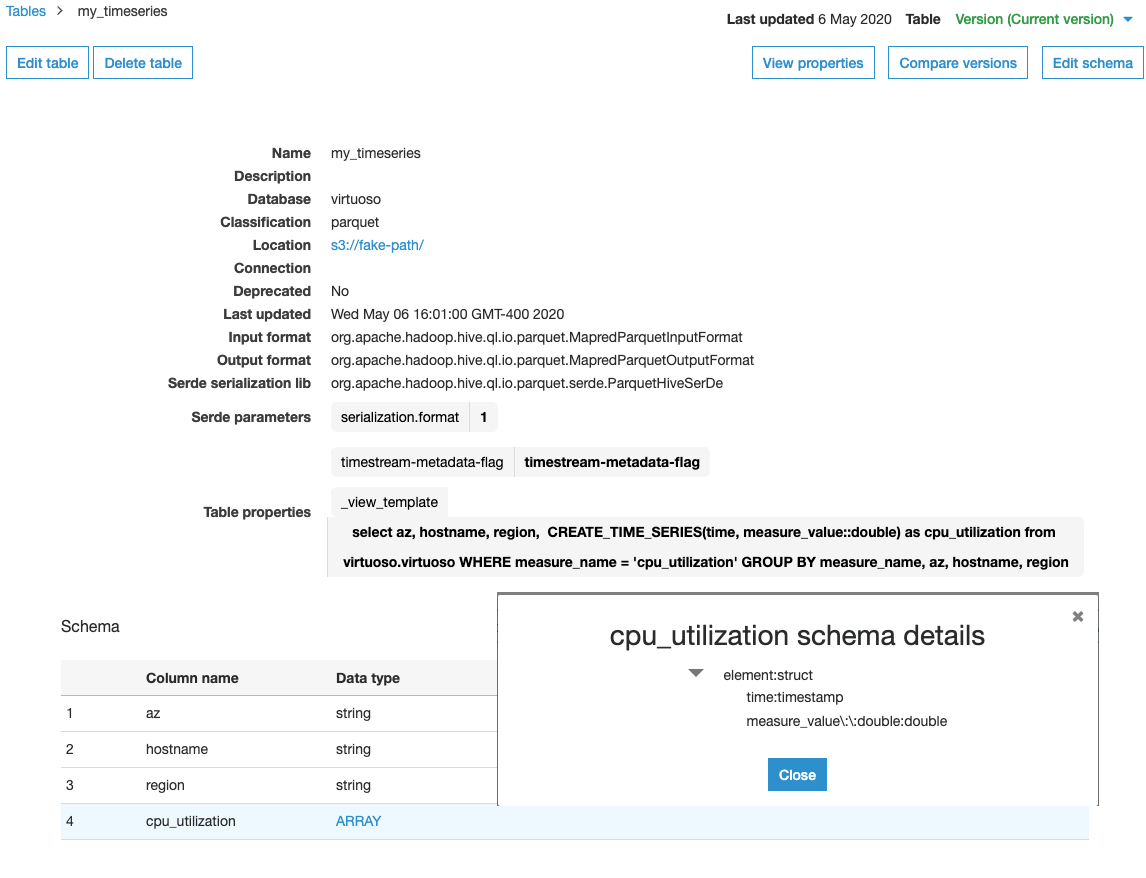 Tables > my_timeseries
Last updated 6 May 2020 Table Version (Current version)
Edit table Delete table View properties Compare versions Edit schema
Name my_timeseries
Description
Database virtuoso
Classification parquet
Location s3://fake-path/
Connection
Deprecated No
Last updated Wed May 06 16:01:00 GMT-400 2020
Input format org.apache.hadoop.hive.ql.io.parquet.MapredParquetInputFormat
Output format org.apache.hadoop.hive.ql.io.parquet.MapredParquetOutputFormat
Serde serialization lib org.apache.hadoop.hive.ql.io.parquet.serde.ParquetHiveSerDe
Serde parameters serialization.format 1
timestream-metadata-flag timestream-metadata-flag
_view_template
Table properties
select az, hostname, region, CREATE_TIME_SERIES(time, measure_value::double) as cpu_utilization from
virtuoso.virtuoso WHERE measure_name = 'cpu_utilization' GROUP BY measure_name, az, hostname, region
Schema
Column name Data type
1 az string
2 hostname string
3 region string
4 cpu_utilization ARRAY
cpu_utilization schema details
element:struct
time:timestamp
measure_value\:\:double:double
Close